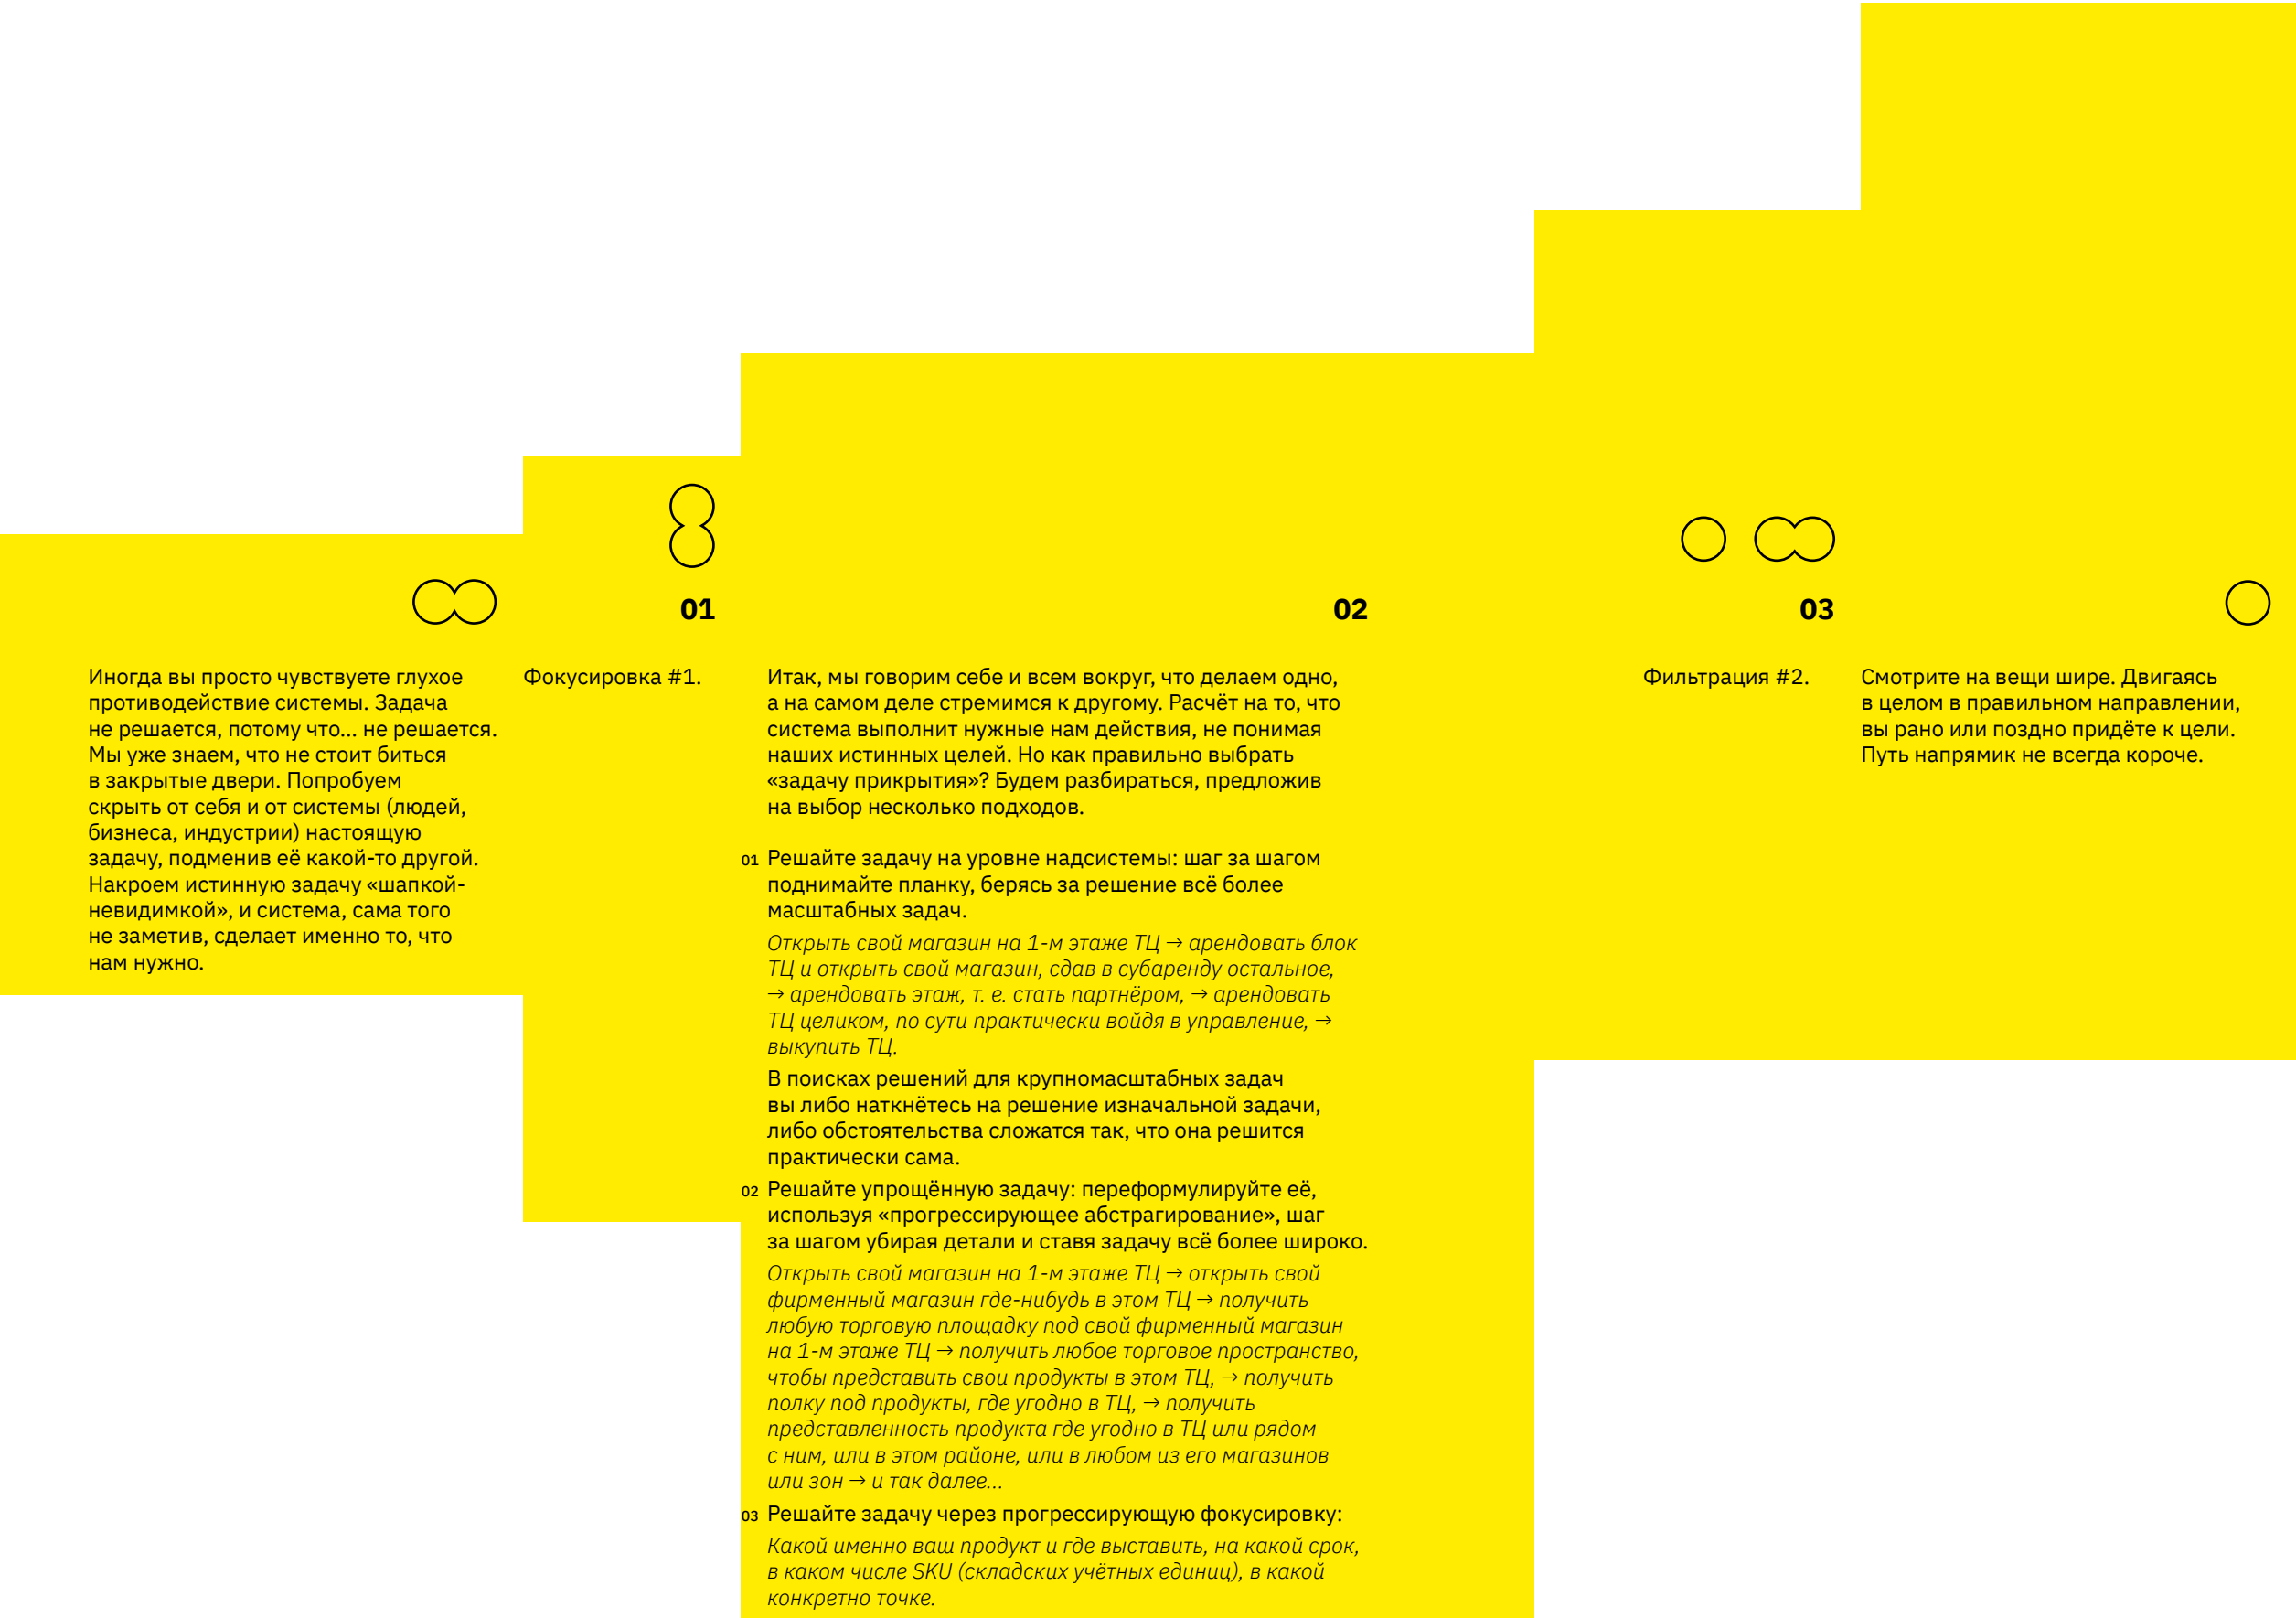 Иногда вы просто чувствуете глухое
противодействие системы. Задача
не решается, потому что... не решается.
Мы уже знаем, что не стоит биться
в закрытые двери. Попробуем
скрыть от себя и от системы (людей,
бизнеса, индустрии) настоящую
задачу, подменив её какой-то другой.
Накроем истинную задачу «шапкой-
невидимкой», и система, сама того
не заметив, сделает именно то, что
нам нужно.
01
Фокусировка #1.
02
Итак, мы говорим себе и всем вокруг, что делаем одно,
а на самом деле стремимся к другому. Расчёт на то, что
система выполнит нужные нам действия, не понимая
наших истинных целей. Но как правильно выбрать
«задачу прикрытия»? Будем разбираться, предложив
на выбор несколько подходов.
01 Решайте задачу на уровне надсистемы: шаг за шагом
поднимайте планку, берясь за решение всё более
масштабных задач.
Открыть свой магазин на 1-м этаже ТЦ → арендовать блок
ТЦ и открыть свой магазин, сдав в субаренду остальное,
→ арендовать этаж, т. е. стать партнёром, → арендовать
ТЦ целиком, по сути практически войдя в управление, →
выкупить ТЦ.
В поисках решений для крупномасштабных задач
вы либо наткнётесь на решение изначальной задачи,
либо обстоятельства сложатся так, что она решится
практически сама.
02 Решайте упрощённую задачу: переформулируйте её,
используя «прогрессирующее абстрагирование», шаг
за шагом убирая детали и ставя задачу всё более широко.
Открыть свой магазин на 1-м этаже ТЦ → открыть свой
фирменный магазин где-нибудь в этом ТЦ → получить
любую торговую площадку под свой фирменный магазин
на 1-м этаже ТЦ → получить любое торговое пространство,
чтобы представить свои продукты в этом ТЦ, → получить
полку под продукты, где угодно в ТЦ, → получить
представленность продукта где угодно в ТЦ или рядом
с ним, или в этом районе, или в любом из его магазинов
или зон → и так далее...
03 Решайте задачу через прогрессирующую фокусировку:
Какой именно ваш продукт и где выставить, на какой срок,
в каком числе SKU (складских учётных единиц), в какой
конкретно точке.
03
Фильтрация #2.
Смотрите на вещи шире. Двигаясь
в целом в правильном направлении,
вы рано или поздно придёте к цели.
Путь напрямик не всегда короче.